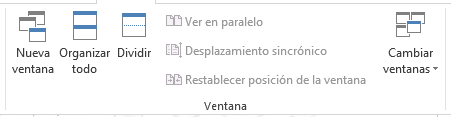 Nueva ventana
Organizar todo
Dividir
Ver en paralelo
Desplazamiento sincrónico
Restablecer posición de la ventana
Cambiar ventanas
Ventana